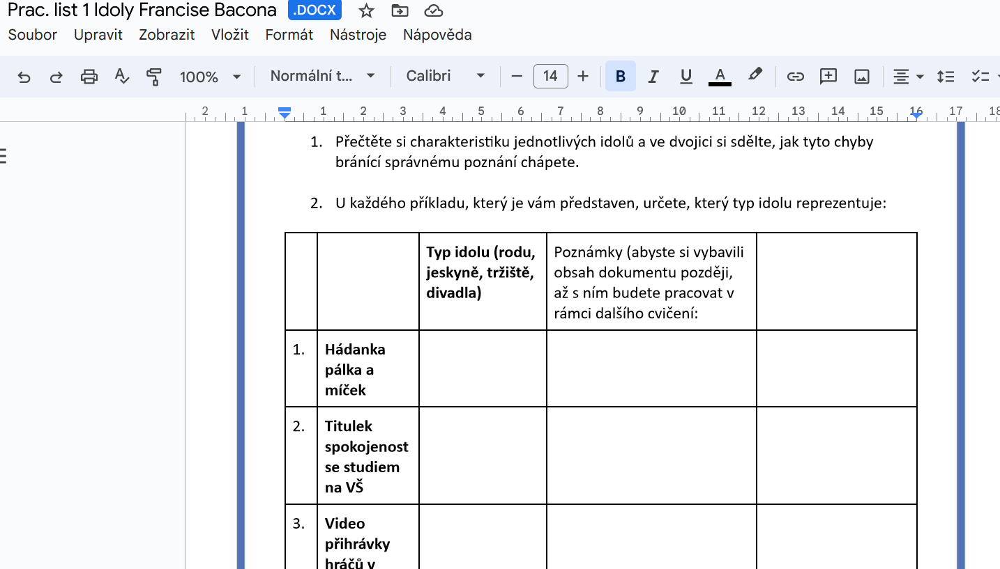 Prac. list 1 Idoly Francise Bacona .DOCX
Soubor Upravit Zobrazit Vložit Formát Nástroje Nápověda
100% Normální t... Calibri 14 B I U A
2 1 1 2 3 4 5 6 7 8 9 10 11 12 13 14 15 16 17 18
1. Přečtěte si charakteristiku jednotlivých idolů a ve dvojici si sdělte, jak tyto chyby
bránící správnému poznání chápete.
2. U každého příkladu, který je vám představen, určete, který typ idolu reprezentuje:
Typ idolu (rodu,
jeskyně, tržiště,
divadla)
Poznámky (abyste si vybavili
obsah dokumentu později,
až s ním budete pracovat v
rámci dalšího cvičení:
1. Hádanka
pálka a
míček
2. Titulek
spokojenost
se studiem
na VŠ
3. Video
přihrávky
hráčů v